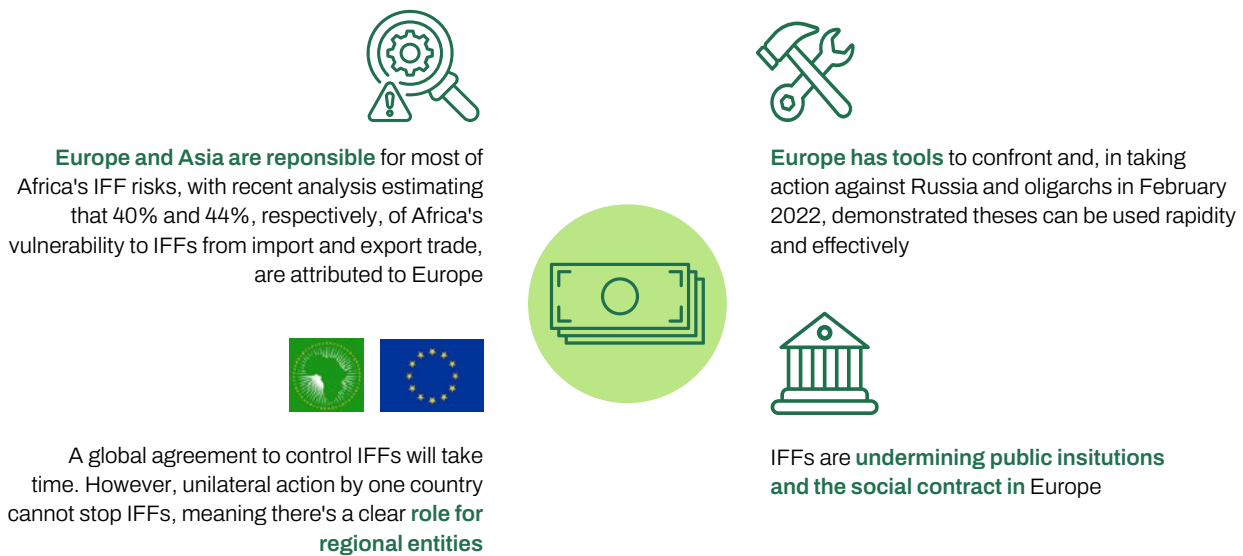 Europe and Asia are reponsible for most of
Africa's IFF risks, with recent analysis estimating
that 40% and 44%, respectively, of Africa's
vulnerability to IFFs from import and export trade,
are attributed to Europe
A global agreement to control IFFs will take
time. However, unilateral action by one country
cannot stop IFFs, meaning there's a clear role for
regional entities
Europe has tools to confront and, in taking
action against Russia and oligarchs in February
2022, demonstrated theses can be used rapidity
and effectively
IFFs are undermining public insitutions
and the social contract in Europe